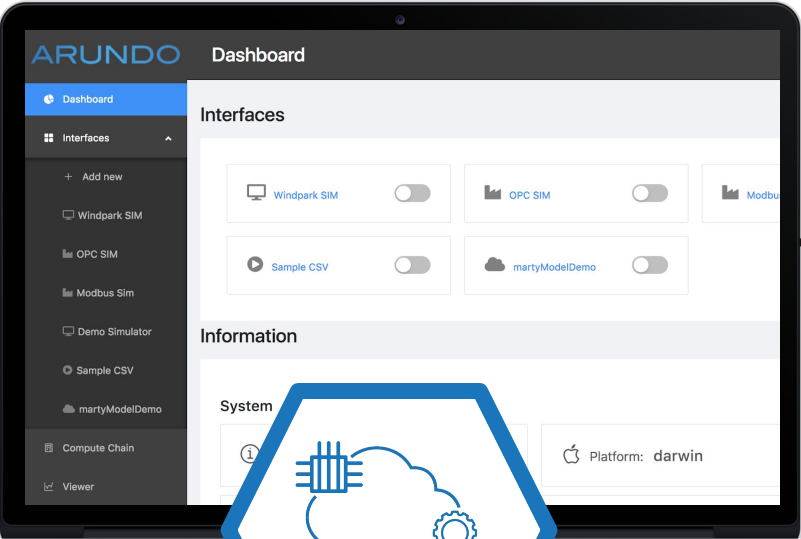 ARUNDO
Dashboard
Dashboard
Interfaces
+ Add new
Windpark SIM
OPC SIM
Modbus Sim
Demo Simulator
Sample CSV
martyModelDemo
Compute Chain
Viewer
Interfaces
Windpark SIM
OPC SIM
Sample CSV
martyModelDemo
Information
System
Platform: darwin